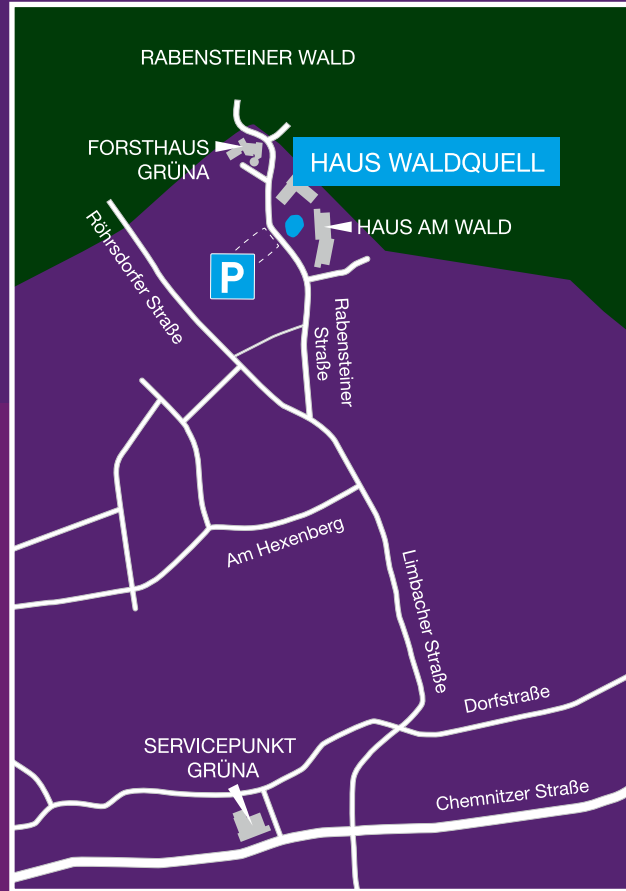 RABENSTEINER WALD
FORSTHAUS
GRÜNA
HAUS WALDQUELL
HAUS AM WALD
Röhrsdorfer Straße
P
Rabensteiner
Straße
Am Hexenberg
Limbacher Straße
Dorfstraße
SERVICEPUNKT
GRÜNA
Chemnitzer Straße